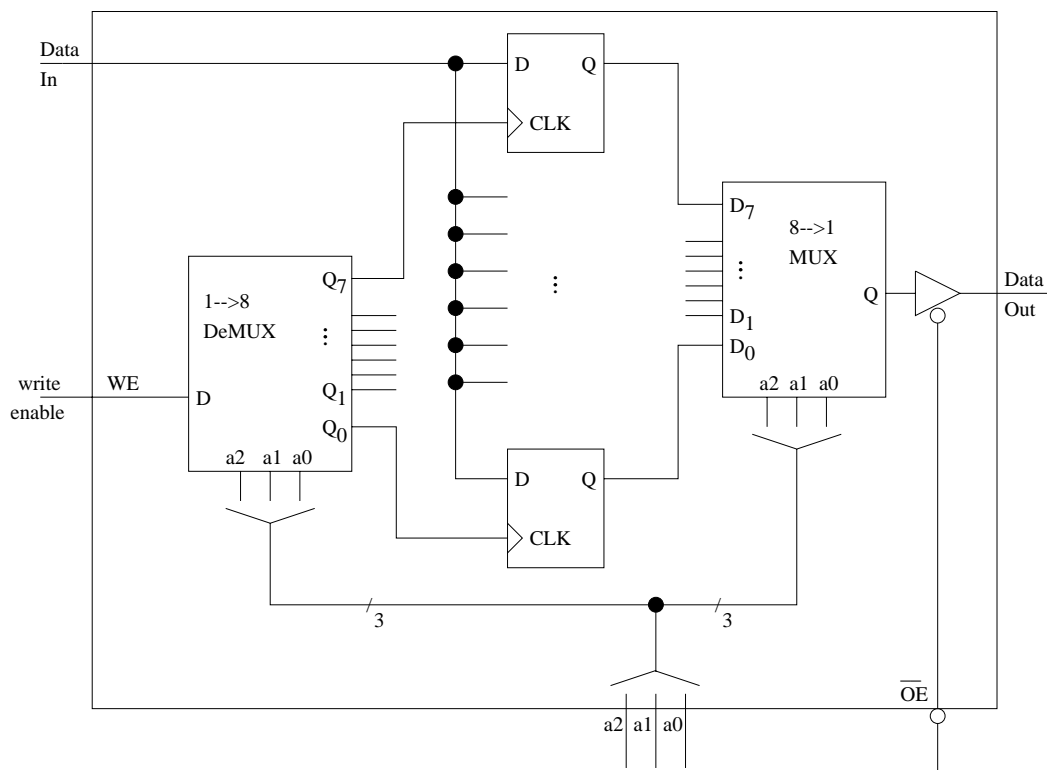 Data
In
D
Q
CLK
D7
8-->1
MUX
...
D1
D0
Q
a2 a1 a0
Data
Out
1-->8
DeMUX
Q7
...
Q1
Q0
D
a2 a1 a0
write
enable
WE
...
D
Q
CLK
3
3
OE
a2 a1 a0